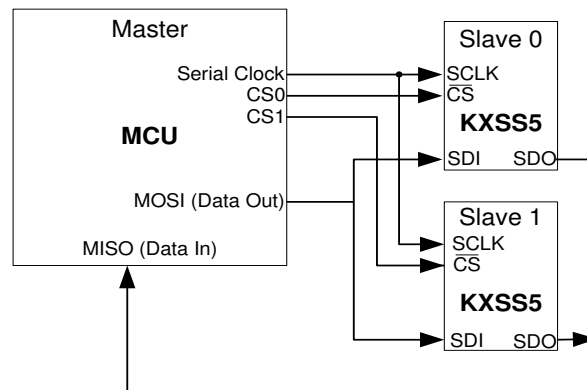 Master
Serial Clock
CS0
CS1
MCU
MOSI (Data Out)
MISO (Data In)
Slave 0
SCLK
CS
KXSS5
SDI SDO
Slave 1
SCLK
CS
KXSS5
SDI SDO